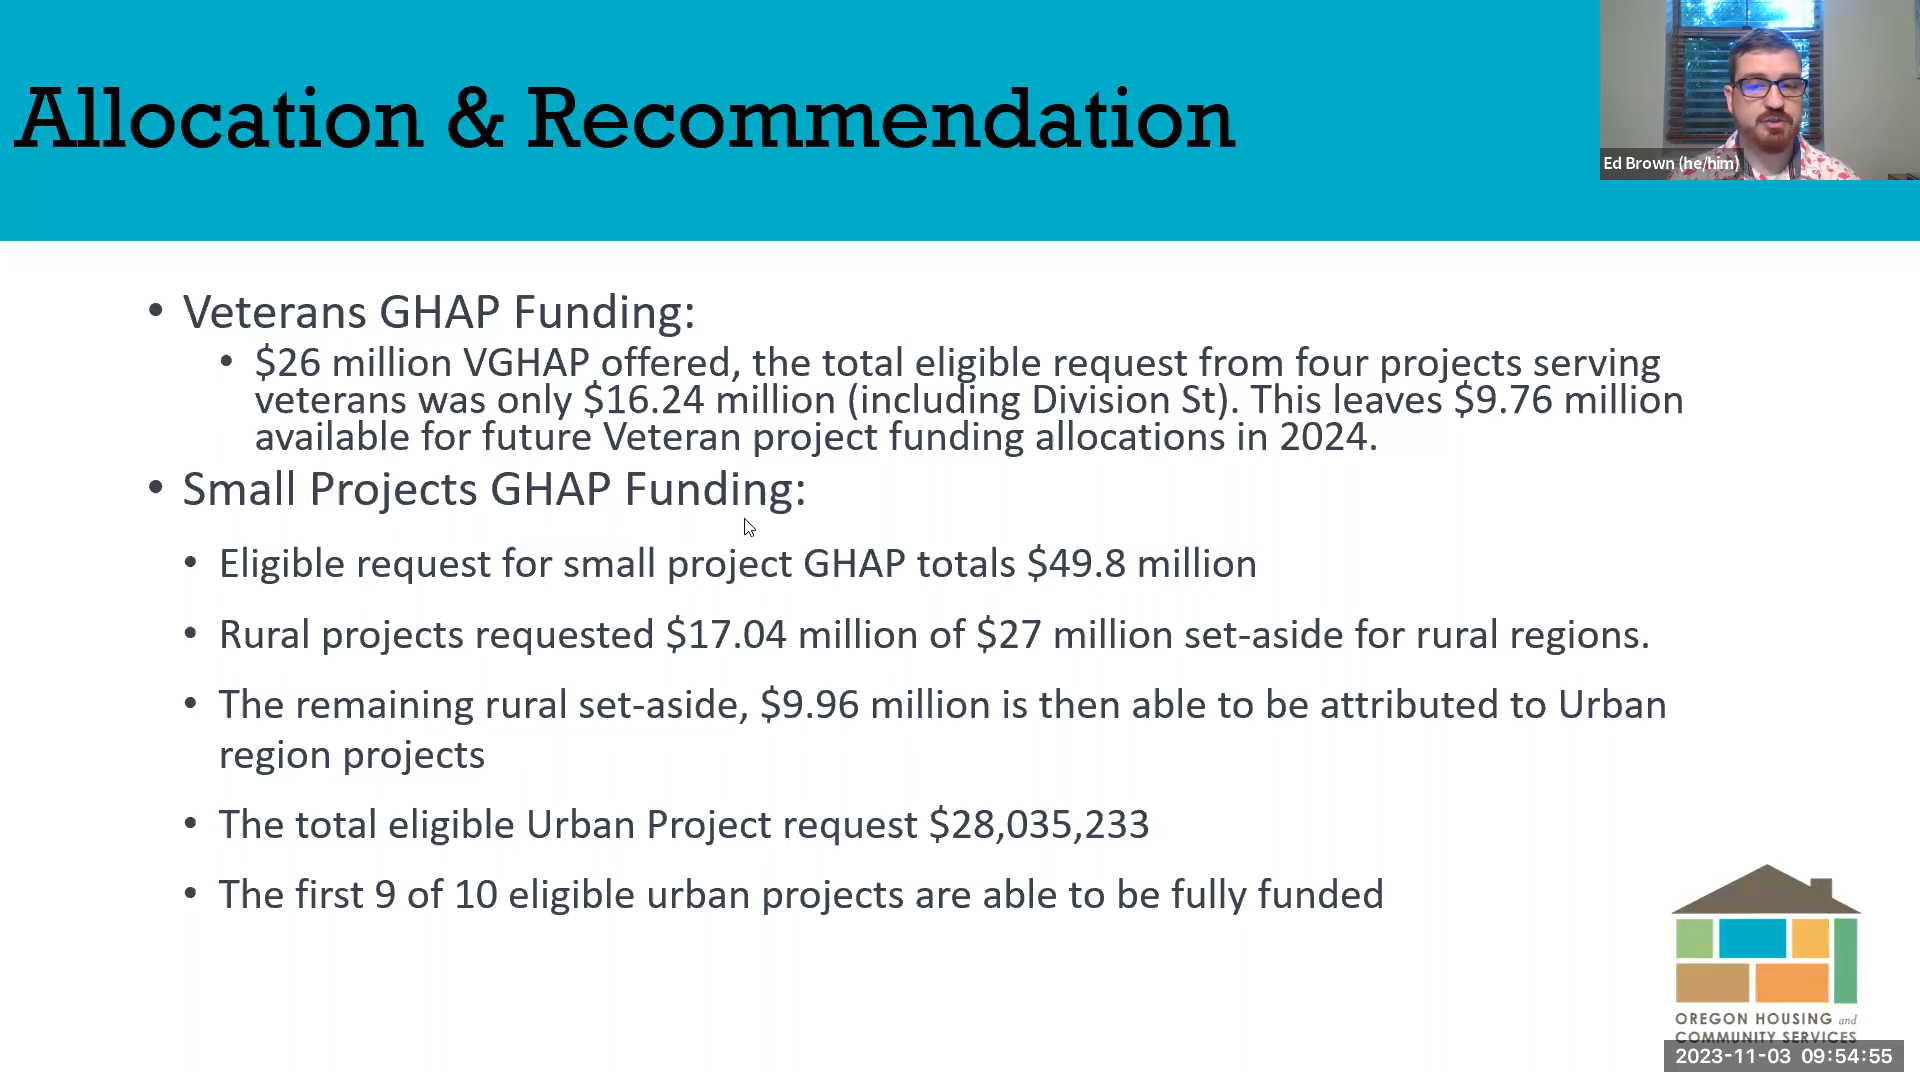 Allocation & Recommendation
Ed Brown (he/him)
• Veterans GHAP Funding:
• $26 million VGHAP offered, the total eligible request from four projects serving
veterans was only $16.24 million (including Division St). This leaves $9.76 million
available for future Veteran project funding allocations in 2024.
• Small Projects GHAP Funding:
• Eligible request for small project GHAP totals $49.8 million
• Rural projects requested $17.04 million of $27 million set-aside for rural regions.
• The remaining rural set-aside, $9.96 million is then able to be attributed to Urban
region projects
• The total eligible Urban Project request $28,035,233
• The first 9 of 10 eligible urban projects are able to be fully funded
OREGON HOUSING and
COMMUNITY SERVICES
2023-11-03 09:54:55